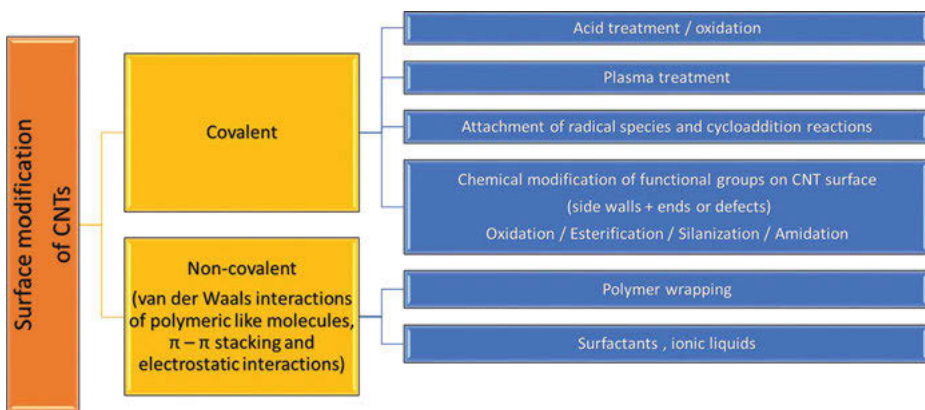 Surface modification
of CNTs
Covalent
Acid treatment / oxidation
Plasma treatment
Attachment of radical species and cycloaddition reactions
Chemical modification of functional groups on CNT surface
(side walls + ends or defects)
Oxidation / Esterification / Silanization / Amidation
Non-covalent
(van der Waals interactions
of polymeric like molecules,
π – π stacking and
electrostatic interactions)
Polymer wrapping
Surfactants , ionic liquids